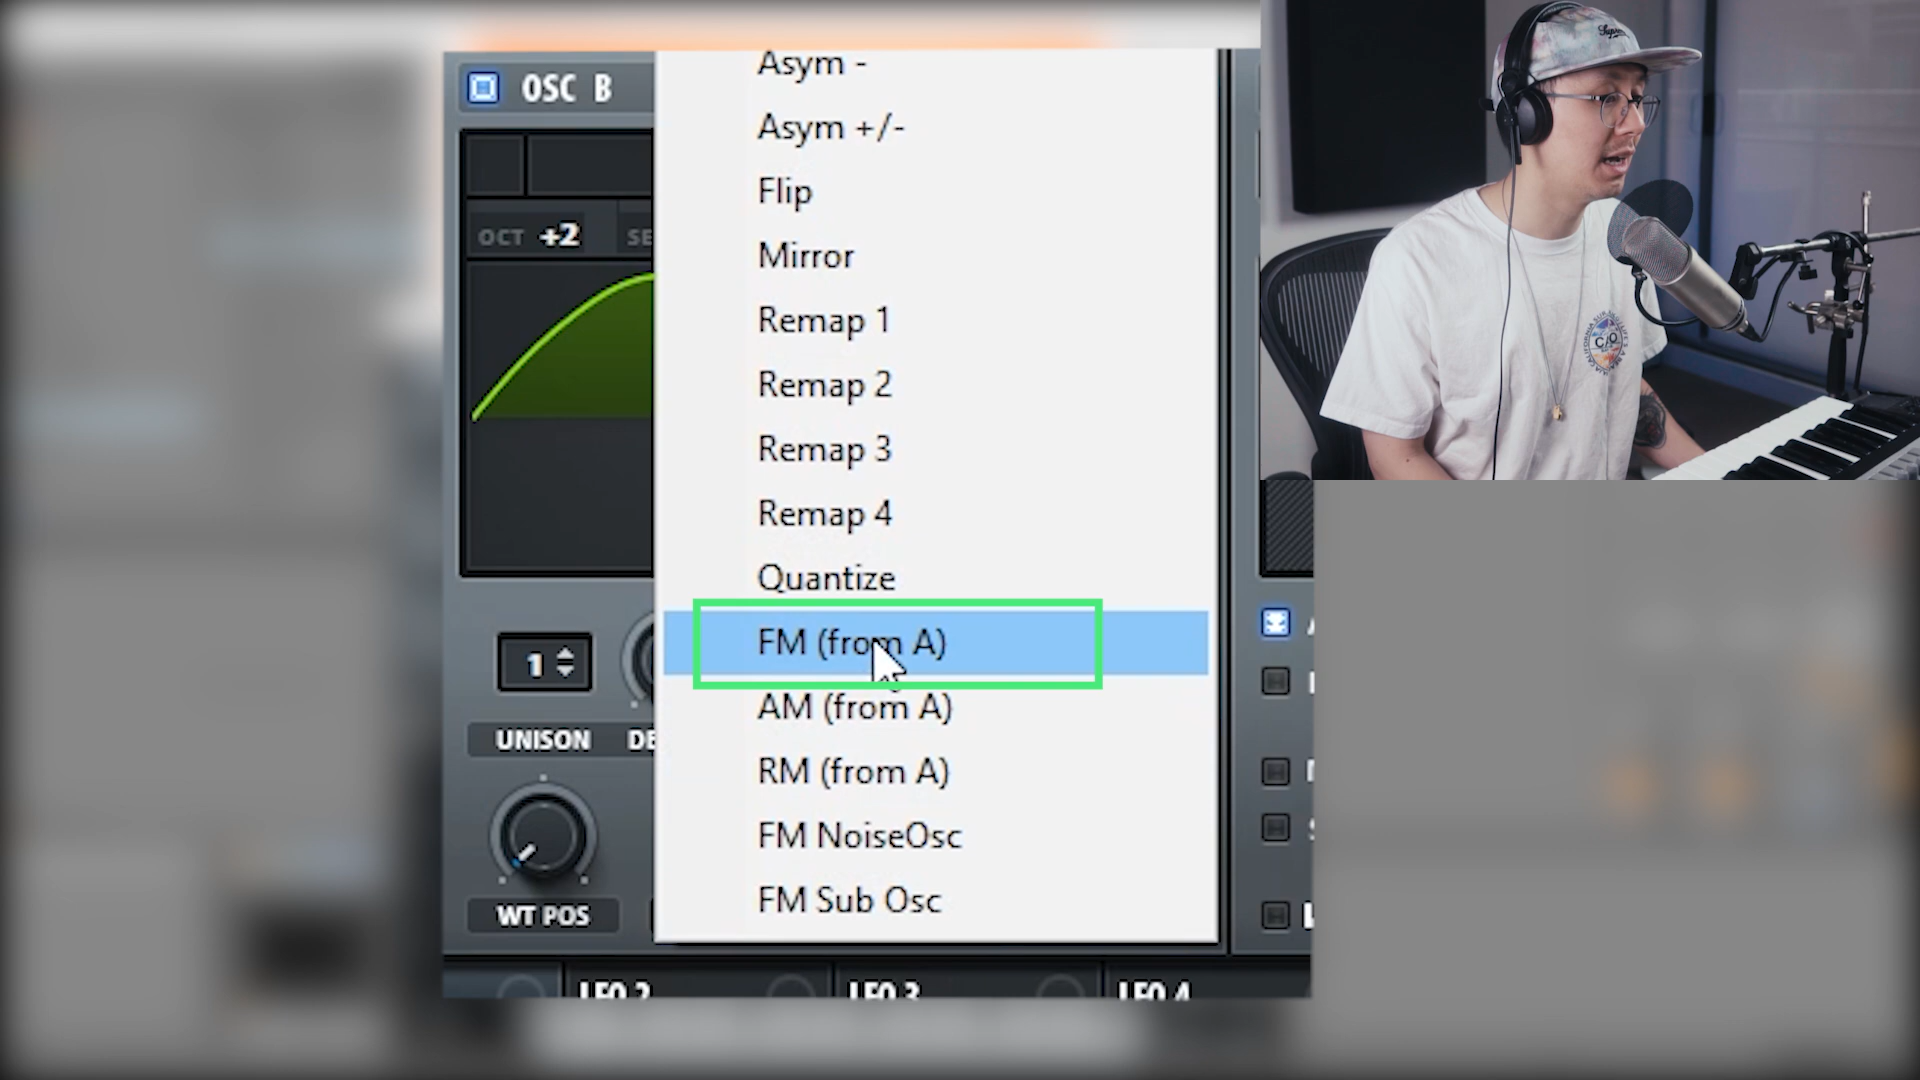 OSC B
OCT +2
1
UNISON
WT POS
Asym -
Asym +/-
Flip
Mirror
Remap 1
Remap 2
Remap 3
Remap 4
Quantize
FM (from A)
AM (from A)
RM (from A)
FM NoiseOsc
FM Sub Osc
LFO 2
LFO 3
LFO 4
Supreme
C/O